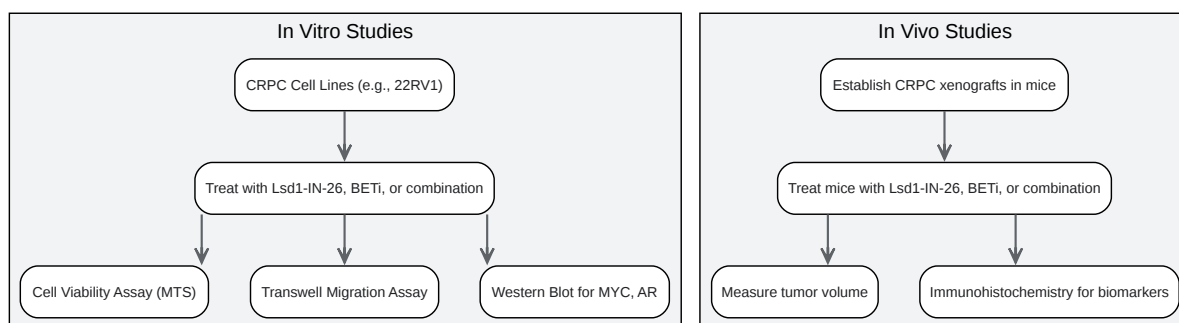 In Vitro Studies
CRPC Cell Lines (e.g., 22RV1)
Treat with Lsd1-IN-26, BETi, or combination
Cell Viability Assay (MTS)
Transwell Migration Assay
Western Blot for MYC, AR
In Vivo Studies
Establish CRPC xenografts in mice
Treat mice with Lsd1-IN-26, BETi, or combination
Measure tumor volume
Immunohistochemistry for biomarkers